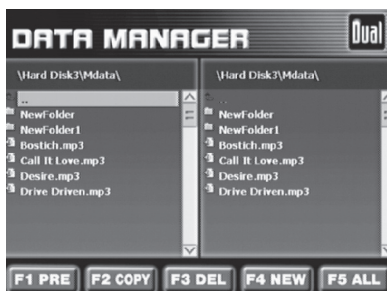 DATA MANAGER
Dual
\Hard Disk3\Mdata\
..
NewFolder
NewFolder1
Bostich.mp3
Call It Love.mp3
Desire.mp3
Drive Driven.mp3
\Hard Disk3\Mdata\
..
NewFolder
NewFolder1
Bostich.mp3
Call It Love.mp3
Desire.mp3
Drive Driven.mp3
F1 PRE F2 COPY F3 DEL F4 NEW F5 ALL